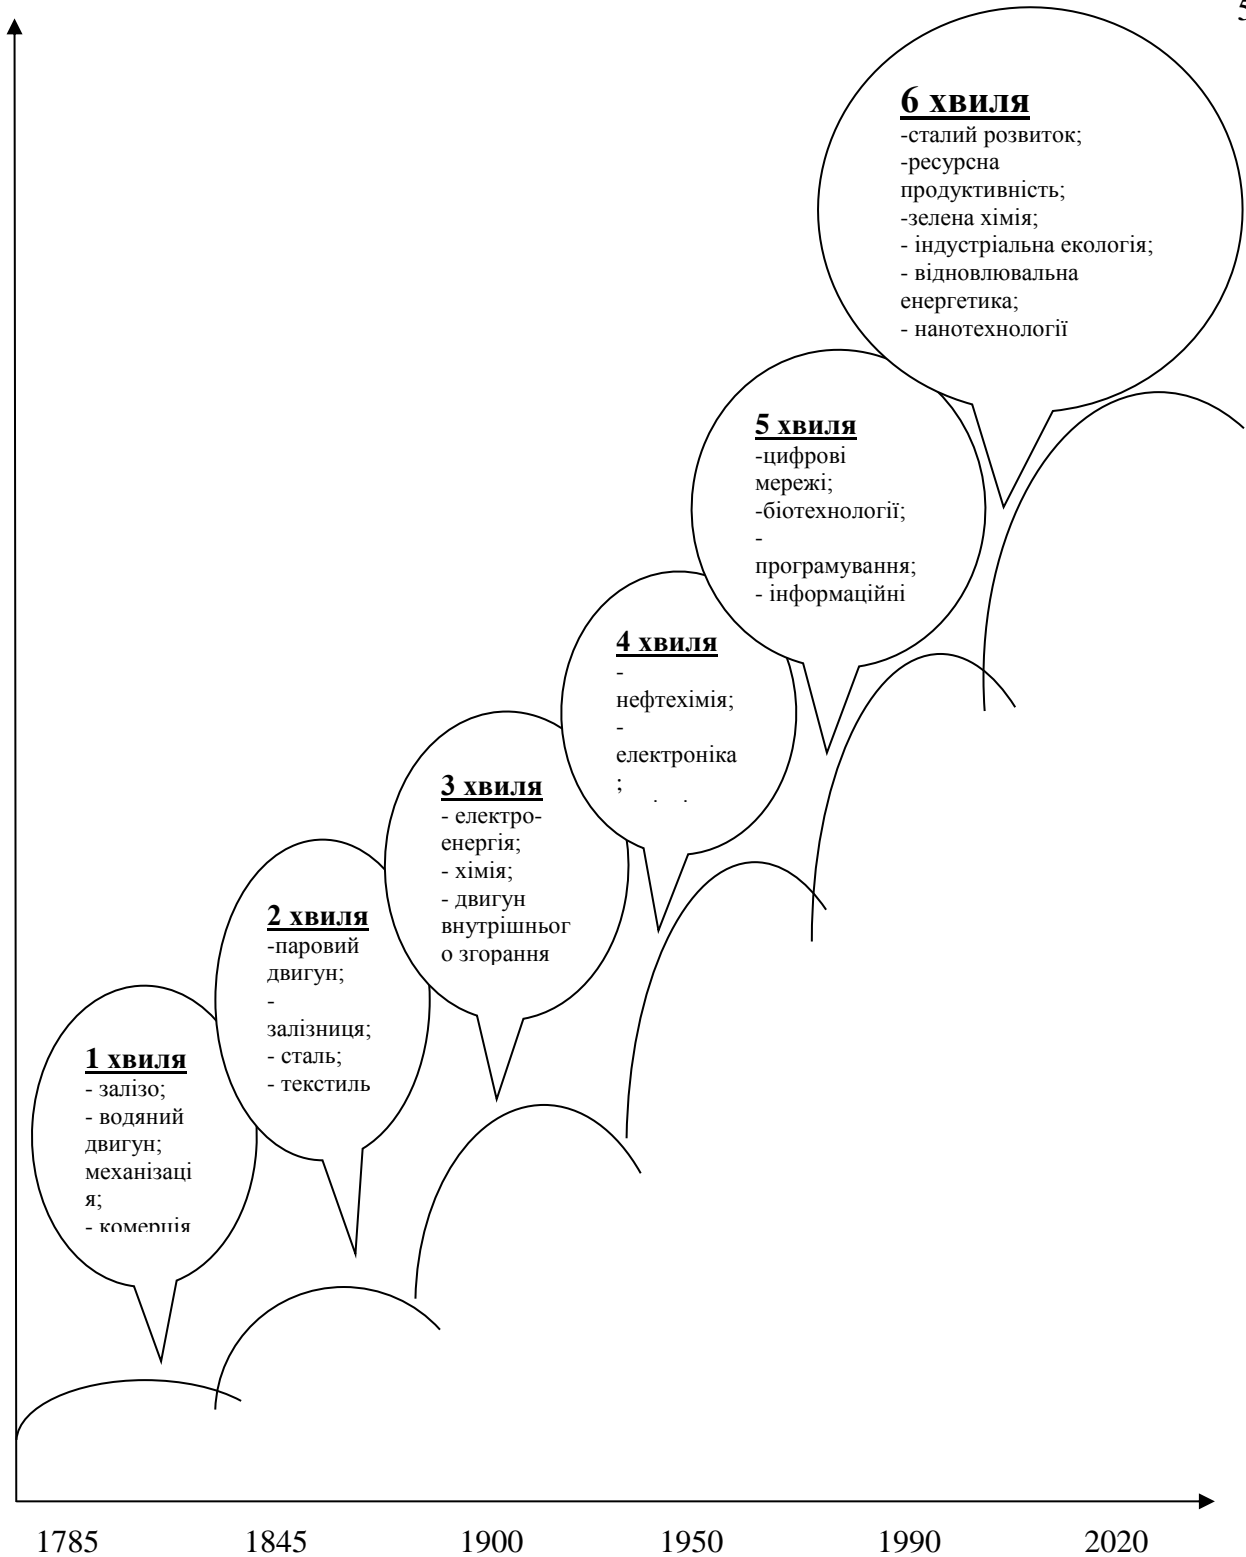 5
6 хвиля
-сталий розвиток;
-ресурсна
продуктивність;
-зелена хімія;
- індустріальна екологія;
- відновлювальна
енергетика;
- нанотехнології
5 хвиля
-цифрові
мережі;
-біотехнології;
-
програмування;
- інформаційні
4 хвиля
-
нефтехімія;
-
електроніка
;
3 хвиля
- електро-
енергія;
- хімія;
- двигун
внутрішньог
о згорання
2 хвиля
-паровий
двигун;
-
залізниця;
- сталь;
- текстиль
1 хвиля
- залізо;
- водяний
двигун;
механізаці
я;
- комерція
1785 1845 1900 1950 1990 2020